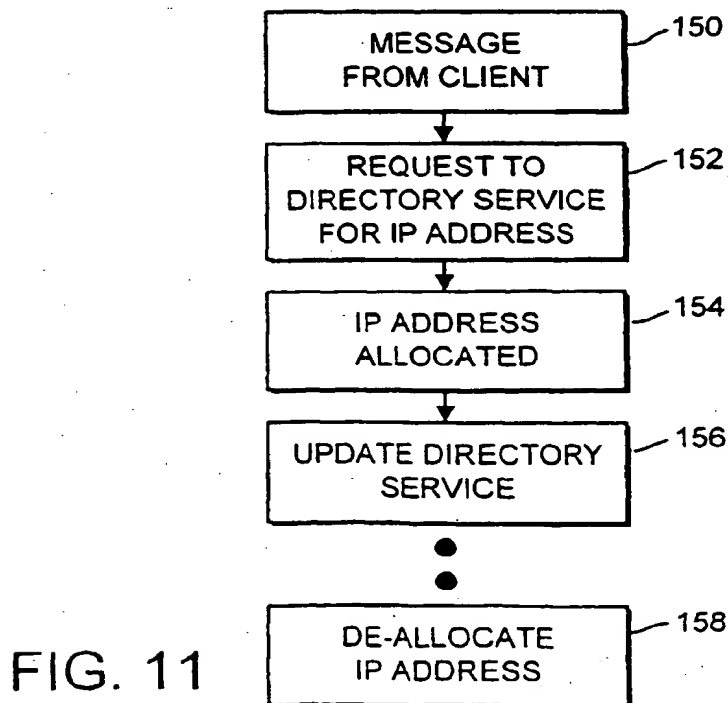 MESSAGE
FROM CLIENT
150
REQUEST TO
DIRECTORY SERVICE
FOR IP ADDRESS
152
IP ADDRESS
ALLOCATED
154
UPDATE DIRECTORY
SERVICE
156
DE-ALLOCATE
IP ADDRESS
158
FIG. 11